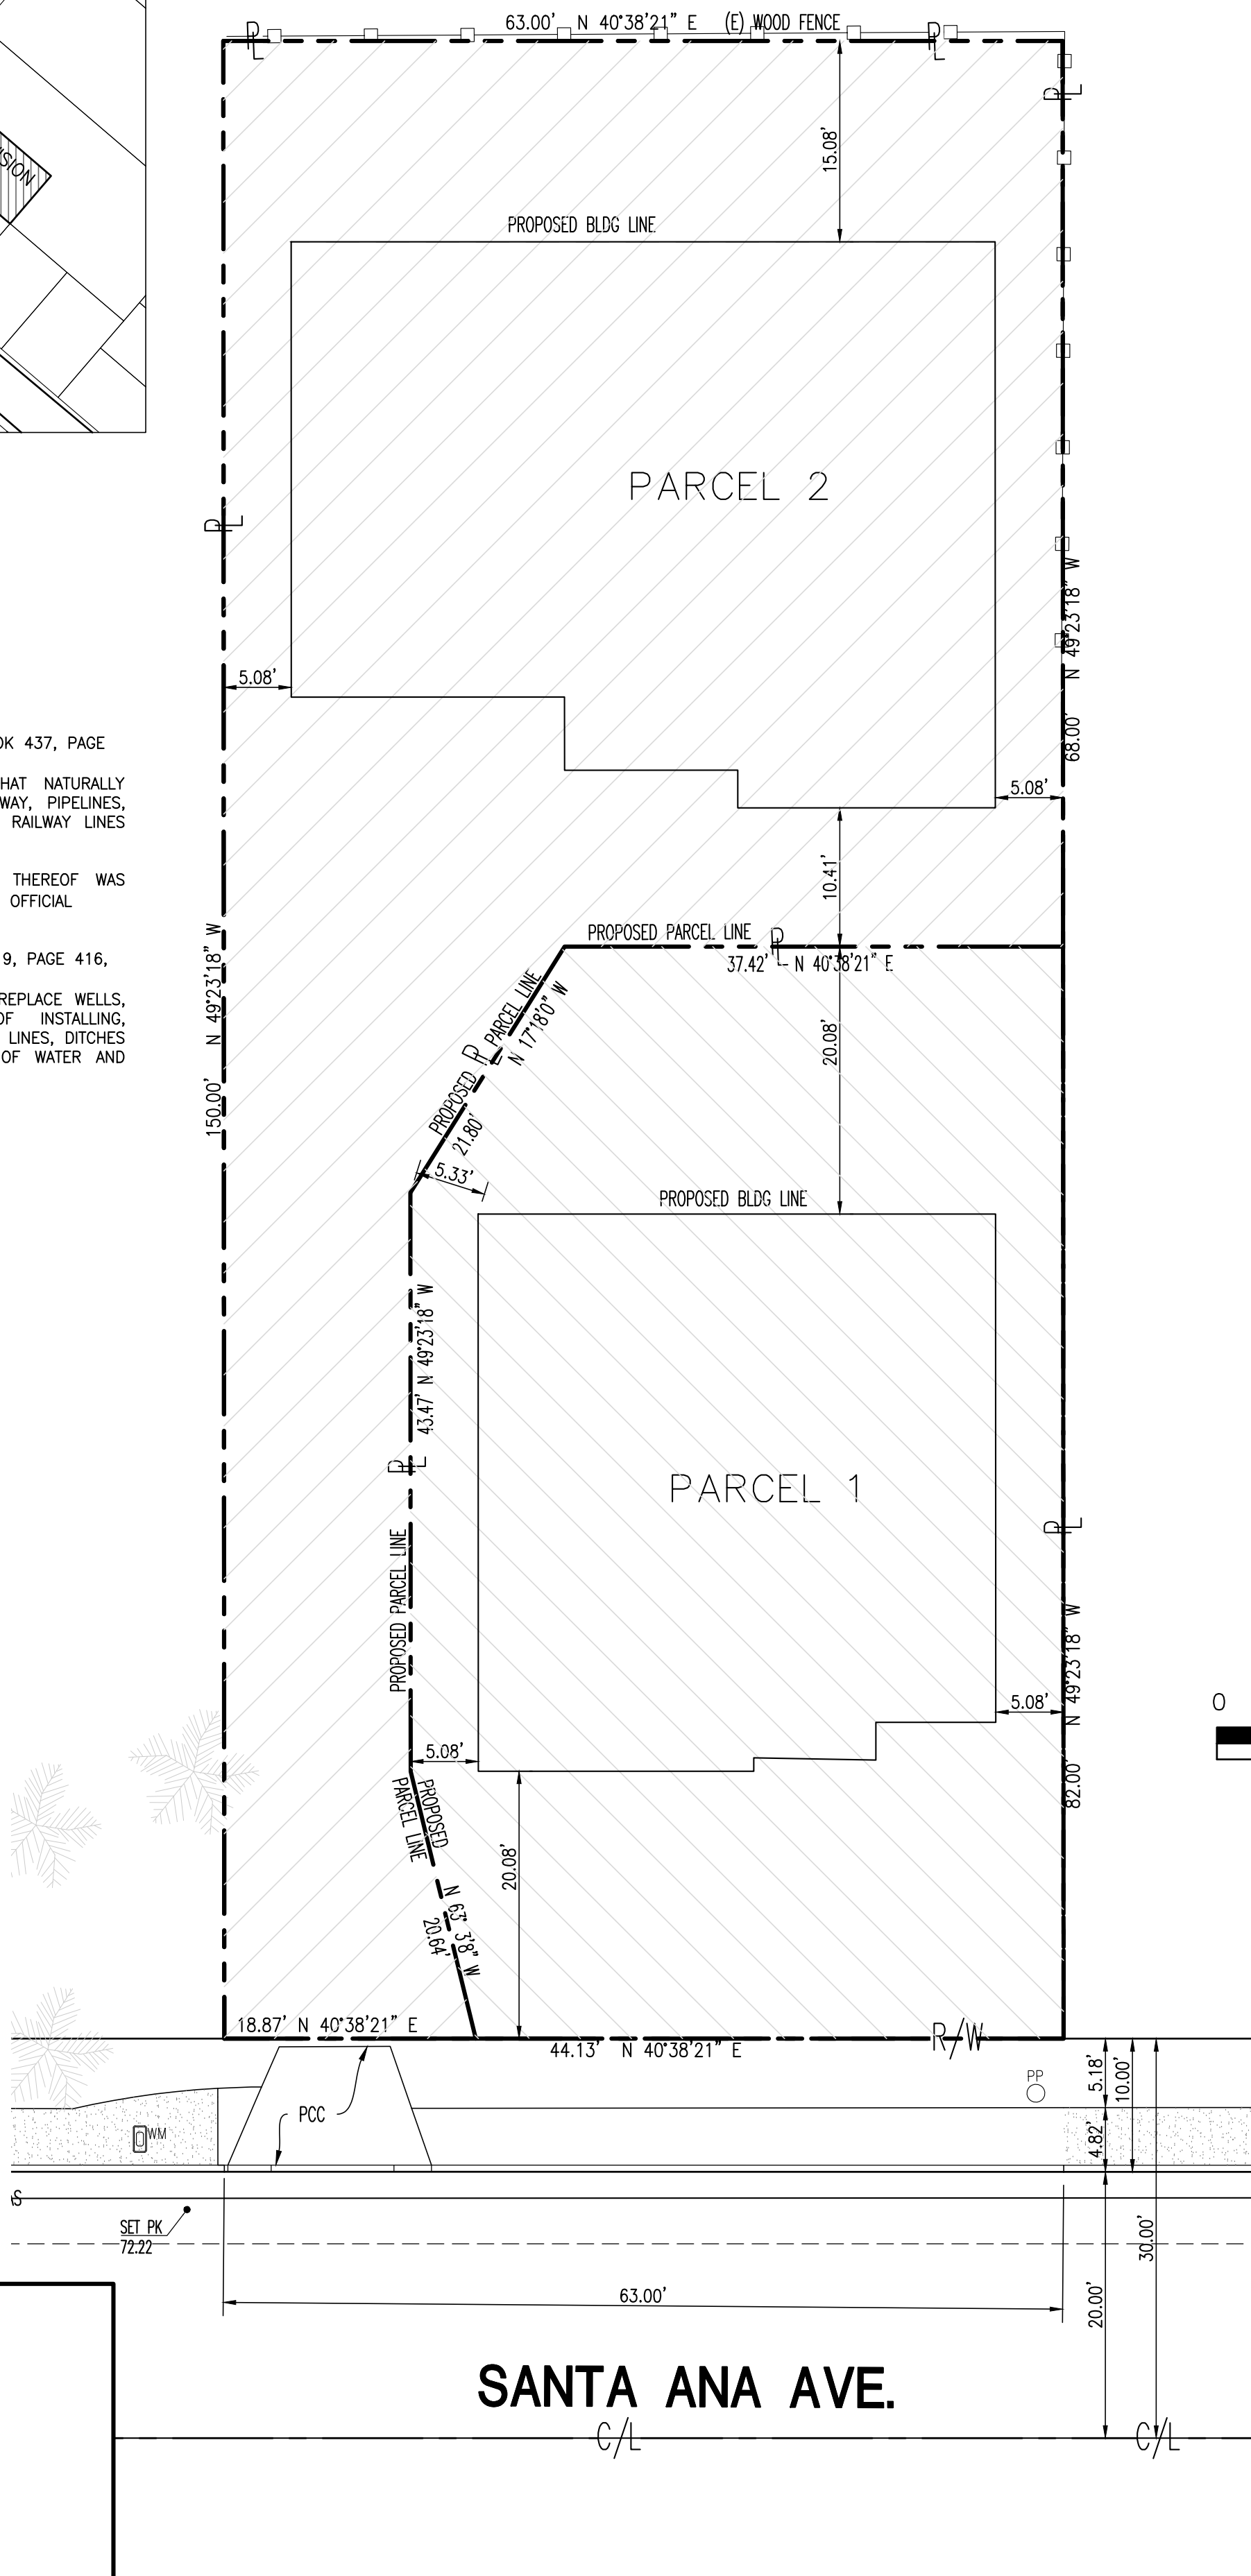 63.00' N 40°38'21" E (E) WOOD FENCE
PL
PL
PL
15.08'
PROPOSED BLDG LINE
PARCEL 2
PL
N 49°23'18" W
68.00'
5.08'
5.08'
OK 437, PAGE
HAT NATURALLY
WAY, PIPELINES,
RAILWAY LINES
THEREOF WAS
OFFICIAL
9, PAGE 416,
REPLACE WELLS,
OF INSTALLING,
LINES, DITCHES
OF WATER AND
10.41'
PROPOSED PARCEL LINE
PL
37.42' N 40°38'21" E
150.00' N 49°23'18" W
PROPOSED PARCEL LINE
PL
N 17°18'0" W
21.80'
5.33'
20.08'
PROPOSED BLDG LINE
43.47' N 49°23'18" W
PL
PROPOSED PARCEL LINE
PARCEL 1
PL
82.00' N 49°23'18" W
5.08'
5.08'
0
PROPOSED
PARCEL LINE
N 63° 3'8" W
20.64'
20.08'
18.87' N 40°38'21" E
44.13' N 40°38'21" E
R/W
PP
PCC
WM
5.18'
10.00'
4.82'
S
SET PK
72.22
30.00'
20.00'
63.00'
SANTA ANA AVE.
C/L
C/L